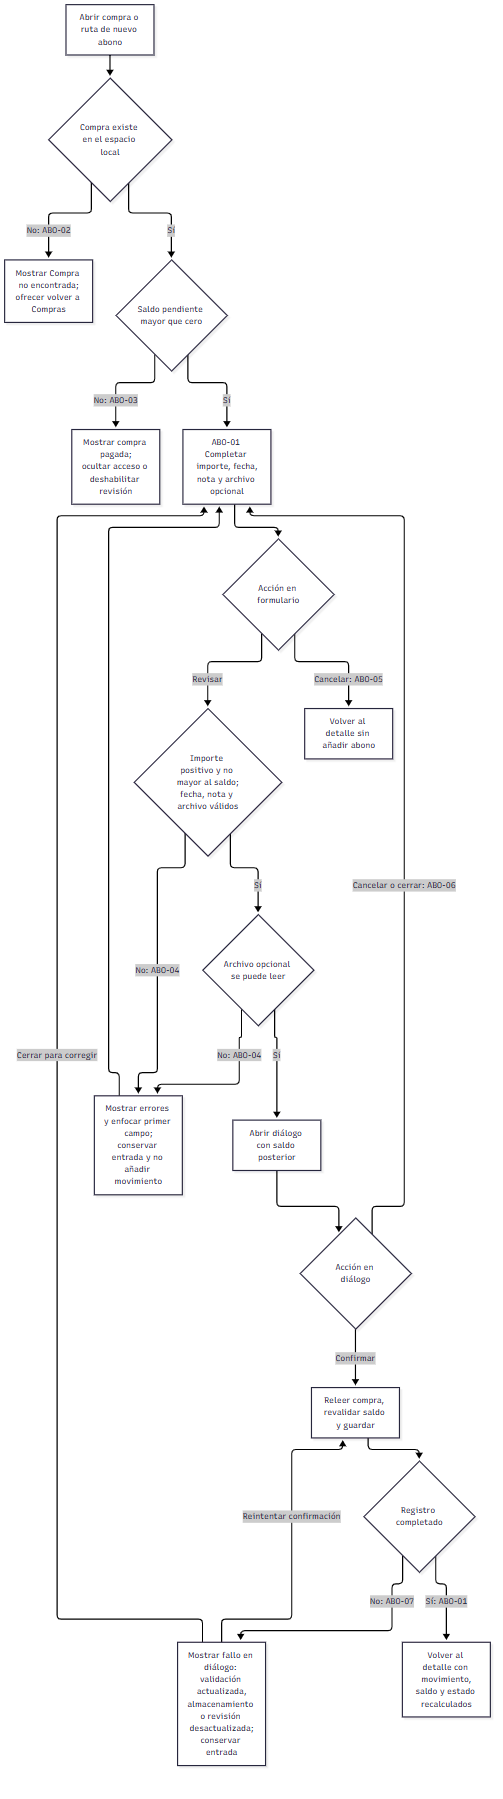 Abrir compra o
ruta de nuevo
abono
Compra existe
en el espacio
local
No: ABO-02
Sí
Mostrar Compra
no encontrada;
ofrecer volver a
Compras
Saldo pendiente
mayor que cero
No: ABO-03
Sí
Mostrar compra
pagada;
ocultar acceso o
deshabilitar
revisión
ABO-01
Completar
importe, fecha,
nota y archivo
opcional
Acción en
formulario
Revisar
Cancelar: ABO-05
Volver al
detalle sin
añadir abono
Importe
positivo y no
mayor al saldo;
fecha, nota y
archivo válidos
Sí
Cancelar o cerrar: ABO-06
No: ABO-04
Archivo opcional
se puede leer
Cerrar para corregir
No: ABO-04
Sí
Mostrar errores
y enfocar primer
campo;
conservar
entrada y no
añadir
movimiento
Abrir diálogo
con saldo
posterior
Acción en
diálogo
Confirmar
Releer compra,
revalidar saldo
y guardar
Reintentar confirmación
Registro
completado
No: ABO-07
Sí: ABO-01
Mostrar fallo en
diálogo:
validación
actualizada,
almacenamiento
o revisión
desactualizada;
conservar
entrada
Volver al
detalle con
movimiento,
saldo y estado
recalculados